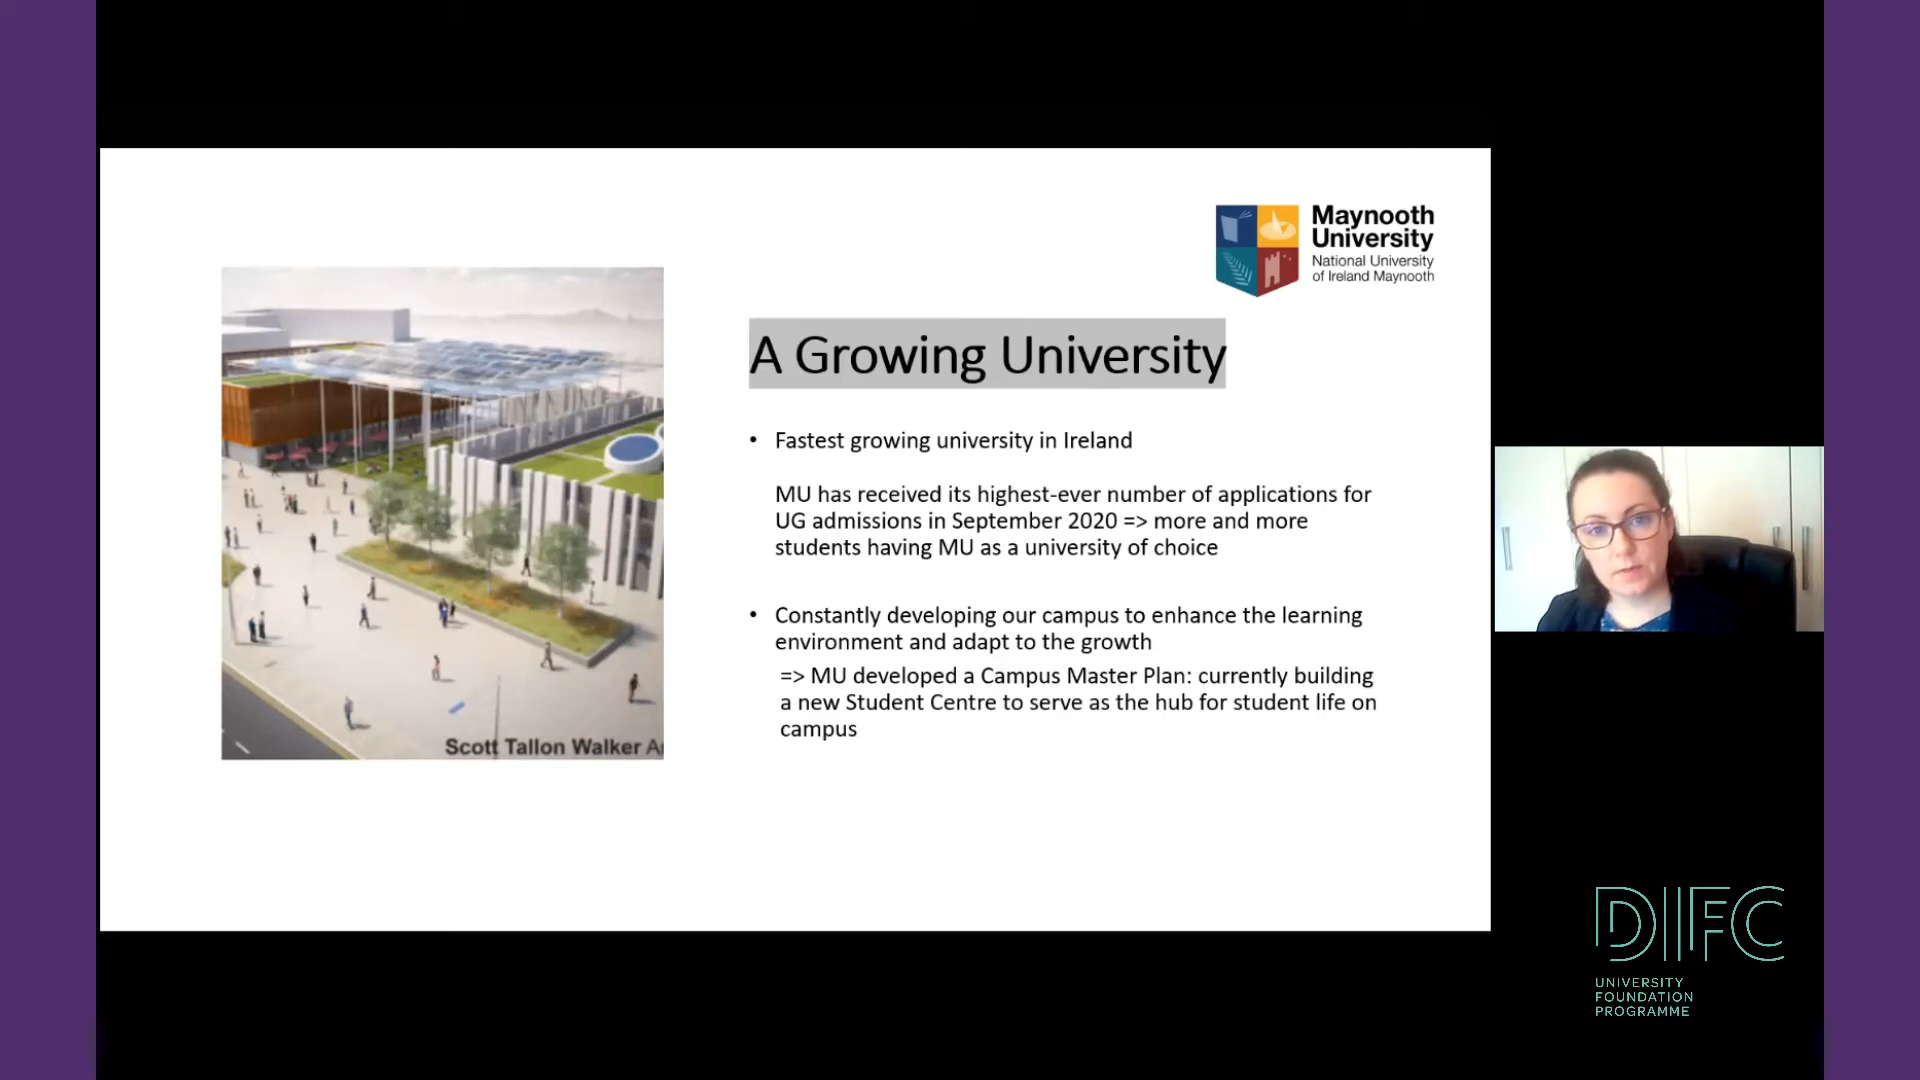 Maynooth
University
National University
of Ireland Maynooth
A Growing University
• Fastest growing university in Ireland
MU has received its highest-ever number of applications for
UG admissions in September 2020 => more and more
students having MU as a university of choice
• Constantly developing our campus to enhance the learning
environment and adapt to the growth
=> MU developed a Campus Master Plan: currently building
a new Student Centre to serve as the hub for student life on
campus
Scott Tallon Walker
DIFC
UNIVERSITY
FOUNDATION
PROGRAMME